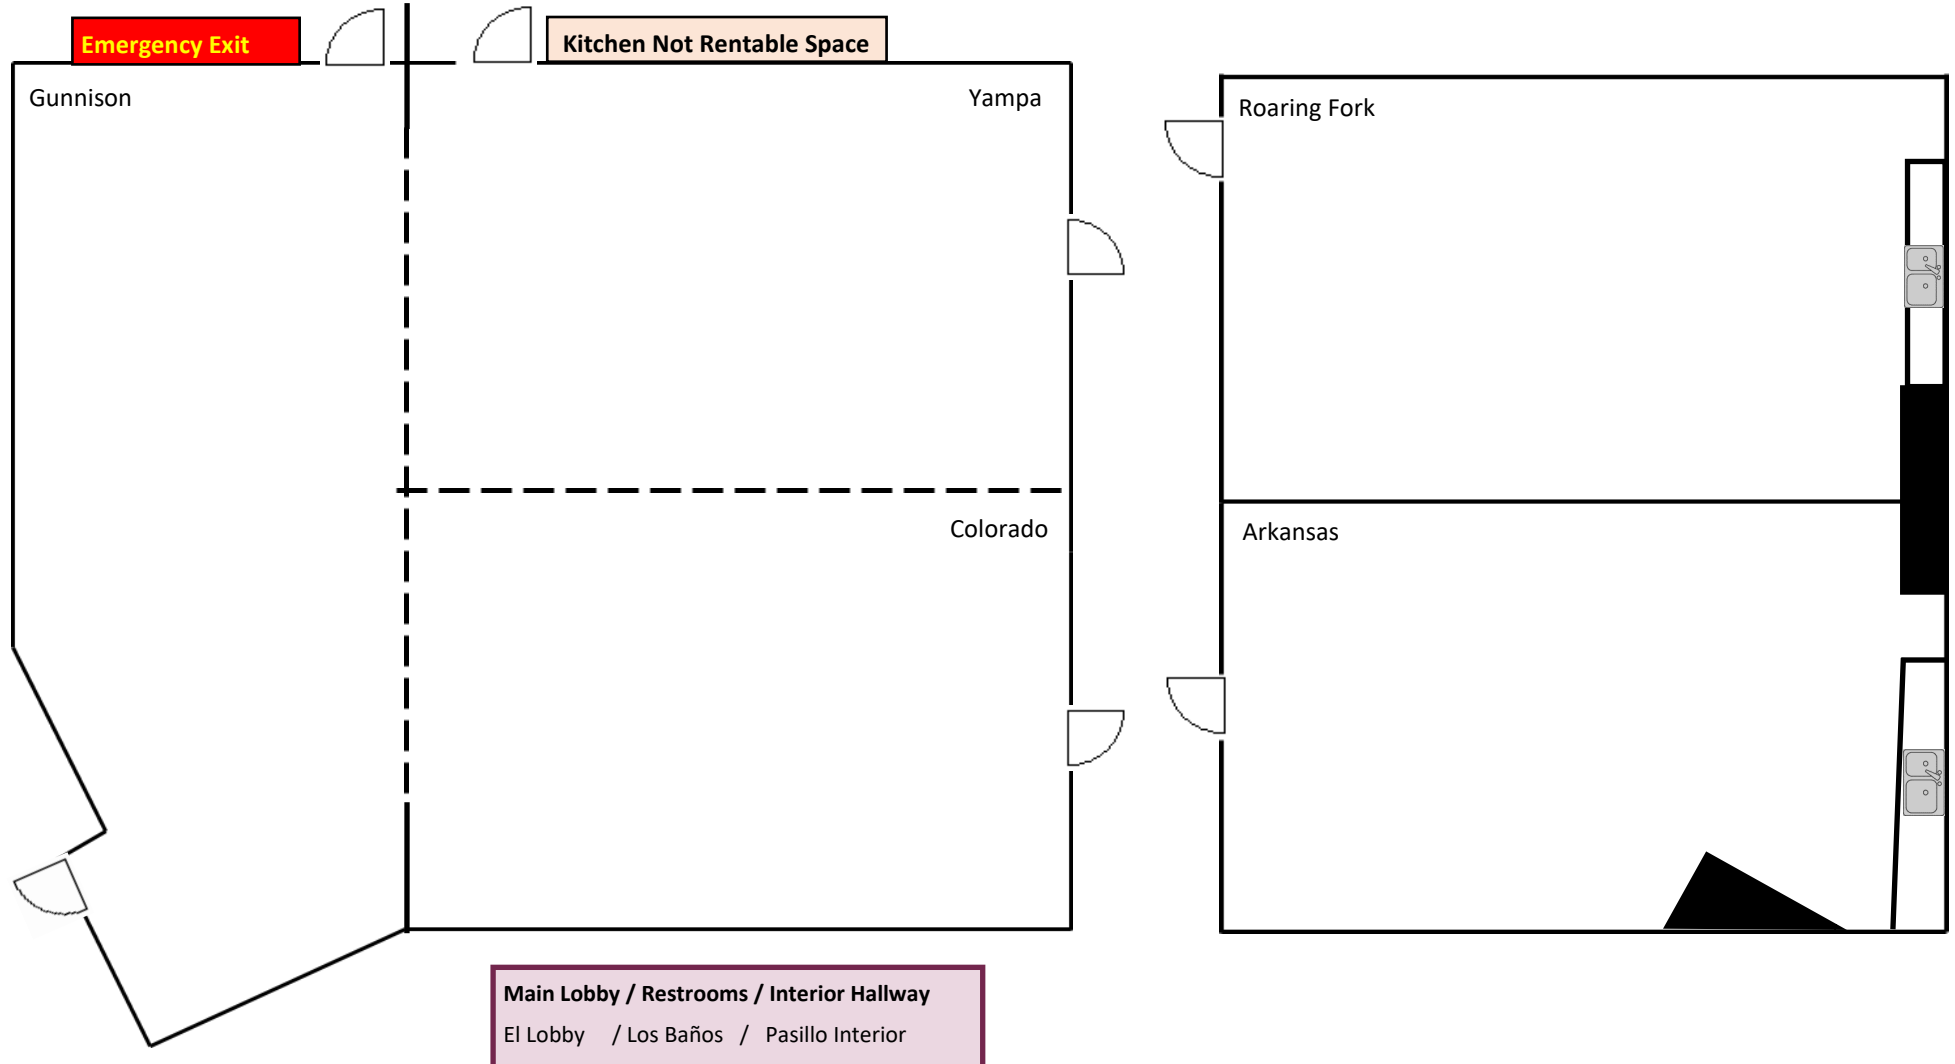 Emergency Exit
Kitchen Not Rentable Space
Gunnison
Yampa
Roaring Fork
Colorado
Arkansas
Main Lobby / Restrooms / Interior Hallway
El Lobby / Los Baños / Pasillo Interior